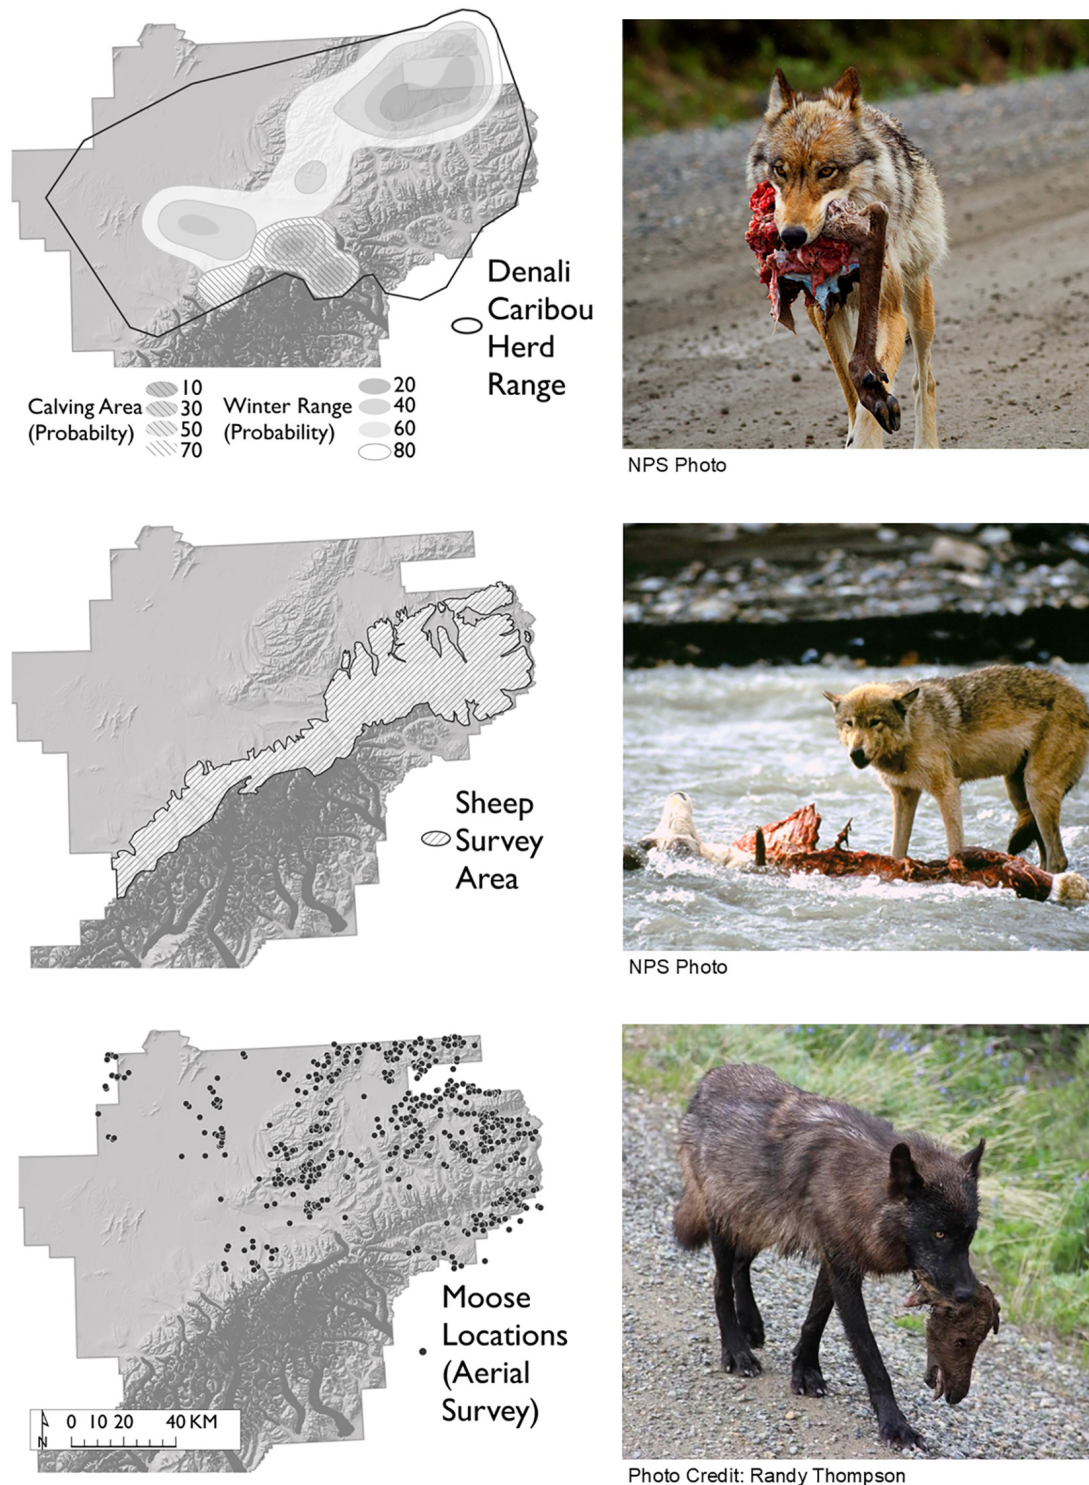 Denali
Caribou
Herd
Range
Calving Area
(Probabilty)
10
30
50
70
Winter Range
(Probability)
20
40
60
80
NPS Photo
Sheep
Survey
Area
NPS Photo
Moose
Locations
(Aerial
Survey)
N
0 10 20 40 KM
Photo Credit: Randy Thompson